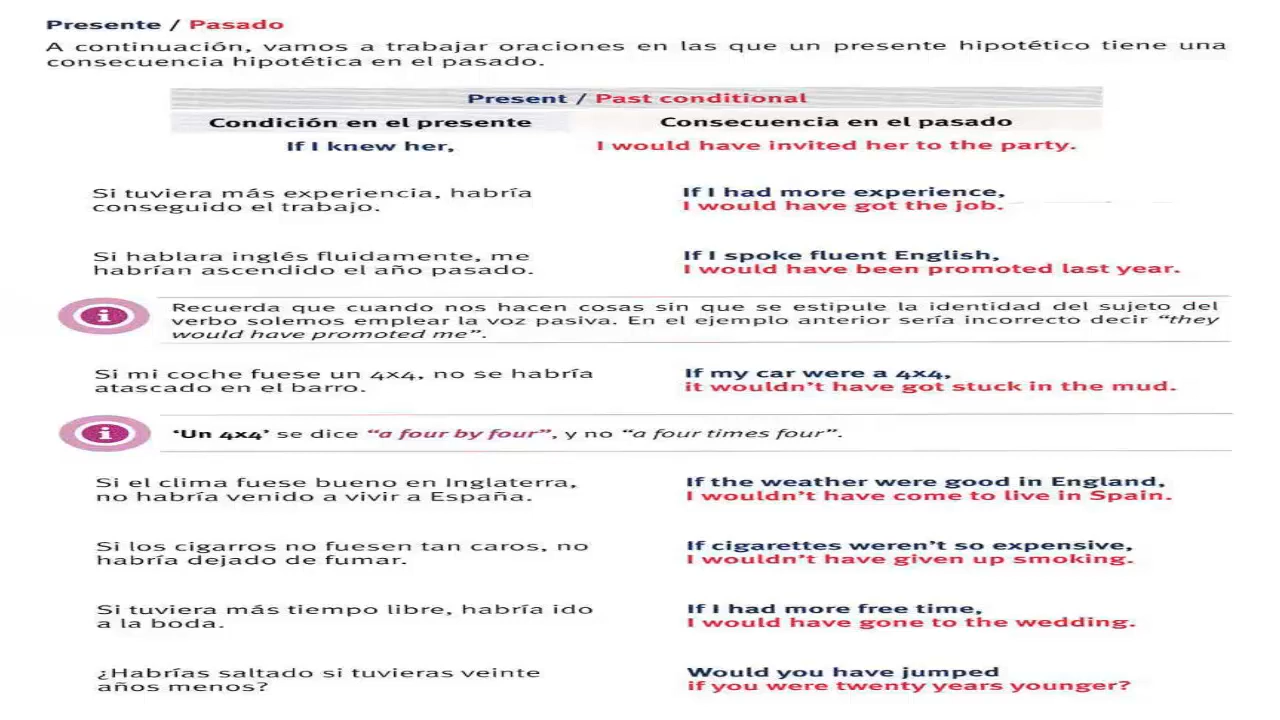 Presente / Pasado
A continuación, vamos a trabajar oraciones en las que un presente hipotético tiene una
consecuencia hipotética en el pasado.
Present / Past conditional
Condición en el presente Consecuencia en el pasado
If I knew her, I would have invited her to the party.
Si tuviera más experiencia, habría
conseguido el trabajo.
If I had more experience,
I would have got the job.
Si hablara inglés fluidamente, me
habrían ascendido el año pasado.
If I spoke fluent English,
I would have been promoted last year.
Recuerda que cuando nos hacen cosas sin que se estipule la identidad del sujeto del
verbo solemos emplear la voz pasiva. En el ejemplo anterior sería incorrecto decir “they
would have promoted me”.
Si mi coche fuese un 4x4, no se habría
atascado en el barro.
If my car were a 4x4,
it wouldn’t have got stuck in the mud.
‘Un 4x4’ se dice “a four by four”, y no “a four times four”.
Si el clima fuese bueno en Inglaterra,
no habría venido a vivir a España.
If the weather were good in England,
I wouldn’t have come to live in Spain.
Si los cigarros no fuesen tan caros, no
habría dejado de fumar.
If cigarettes weren’t so expensive,
I wouldn’t have given up smoking.
Si tuviera más tiempo libre, habría ido
a la boda.
If I had more free time,
I would have gone to the wedding.
¿Habrías saltado si tuvieras veinte
años menos?
Would you have jumped
if you were twenty years younger?